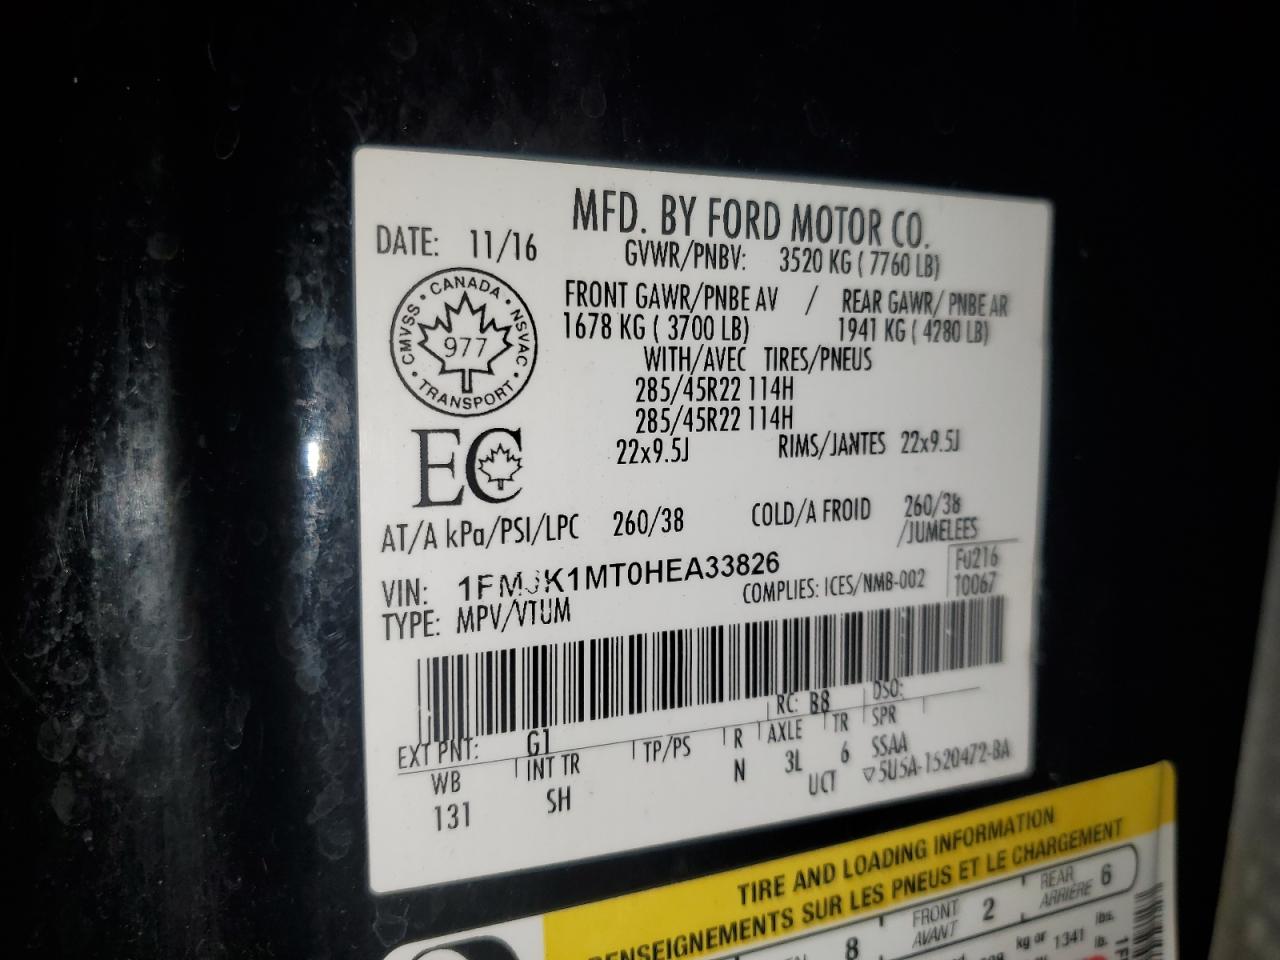 MFD. BY FORD MOTOR CO.
DATE: 11/16
GVWR/PNBV: 3520 KG ( 7760 LB)
FRONT GAWR/PNBE AV / REAR GAWR/ PNBE AR
1678 KG ( 3700 LB) 1941 KG ( 4280 LB)
WITH/AVEC TIRES/PNEUS
285/45R22 114H
285/45R22 114H
22x9.5J RIMS/JANTES 22x9.5J
CANADA
CMVSS NSVAC
977
TRANSPORT
EC
AT/A kPa/PSI/LPC 260/38 COLD/A FROID 260/38
/JUMELEES
VIN: 1FMJK1MT0HEA33826
FU216
TYPE: MPV/VTUM COMPLIES: ICES/NMB-002 T0067
RC: B8 DSO:
EXT PNT: G1
WB INT TR TP/PS R AXLE TR SPR
131 SH N 3L 6 SSAA
UCT ▽5U5A-1520472-BA
TIRE AND LOADING INFORMATION
RENSEIGNEMENTS SUR LES PNEUS ET LE CHARGEMENT
8 FRONT AVANT 2 REAR ARRIÈRE 6
kg or 1341 lbs.
lb.